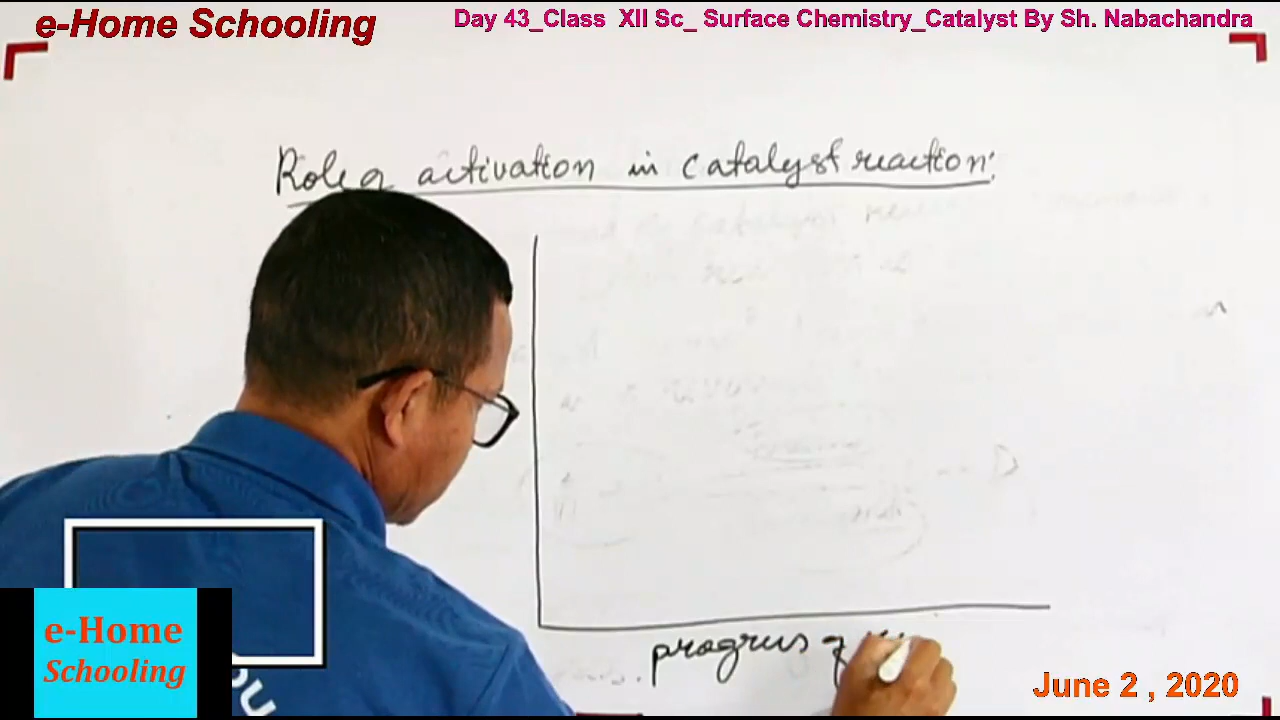 e-Home Schooling
Day 43_Class XII Sc_ Surface Chemistry_Catalyst By Sh. Nabachandra
Role of activation in catalyst reaction:
progress of
e-Home
Schooling
June 2 , 2020